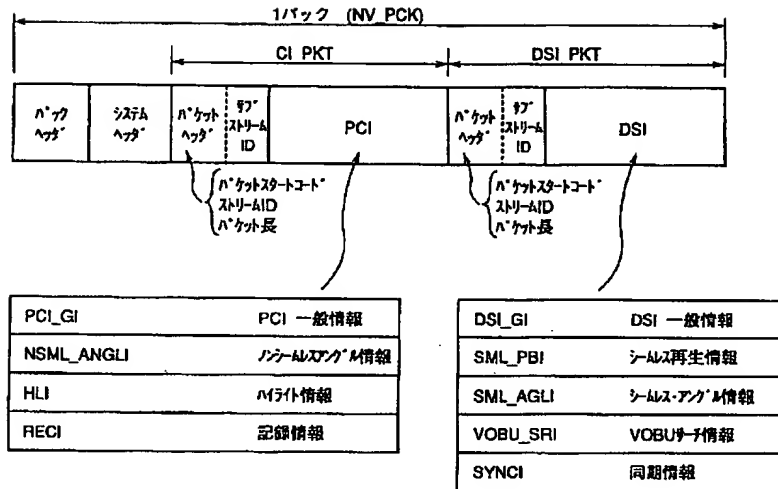 1パック (NV_PCK)
CI PKT
DSI PKT
パック
ヘッダ
システム
ヘッダ
パケット
ヘッダ
サブ
ストリーム
ID
PCI
パケット
ヘッダ
サブ
ストリーム
ID
DSI
パケットスタートコード
ストリームID
パケット長
パケットスタートコード
ストリームID
パケット長
PCI_GI PCI 一般情報
NSML_ANGLI ノンシームレスアングル情報
HLI ハイライト情報
RECI 記録情報
DSI_GI DSI 一般情報
SML_PBI シームレス再生情報
SML_AGLI シームレス・アングル情報
VOBU_SRI VOBUサーチ情報
SYNCI 同期情報